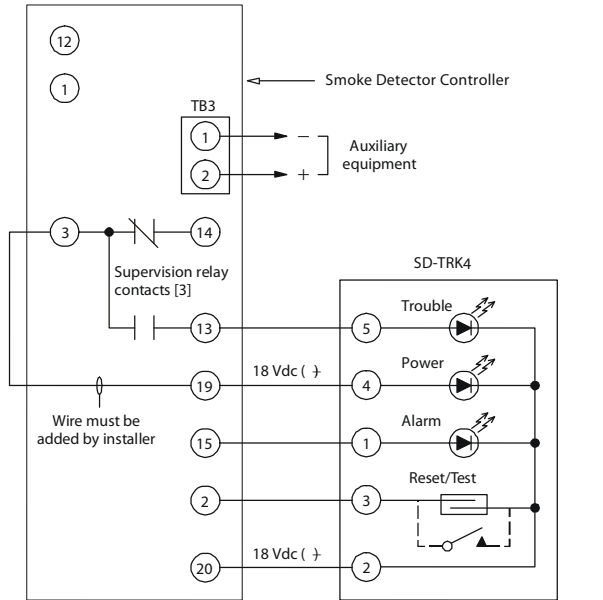 12
1
Smoke Detector Controller
TB3
1
−
2
+
Auxiliary
equipment
3
14
Supervision relay
contacts [3]
SD-TRK4
Trouble
13
5
18 Vdc ( +
Power
19
4
Wire must be
added by installer
Alarm
15
1
Reset/Test
2
3
18 Vdc ( +
20
2